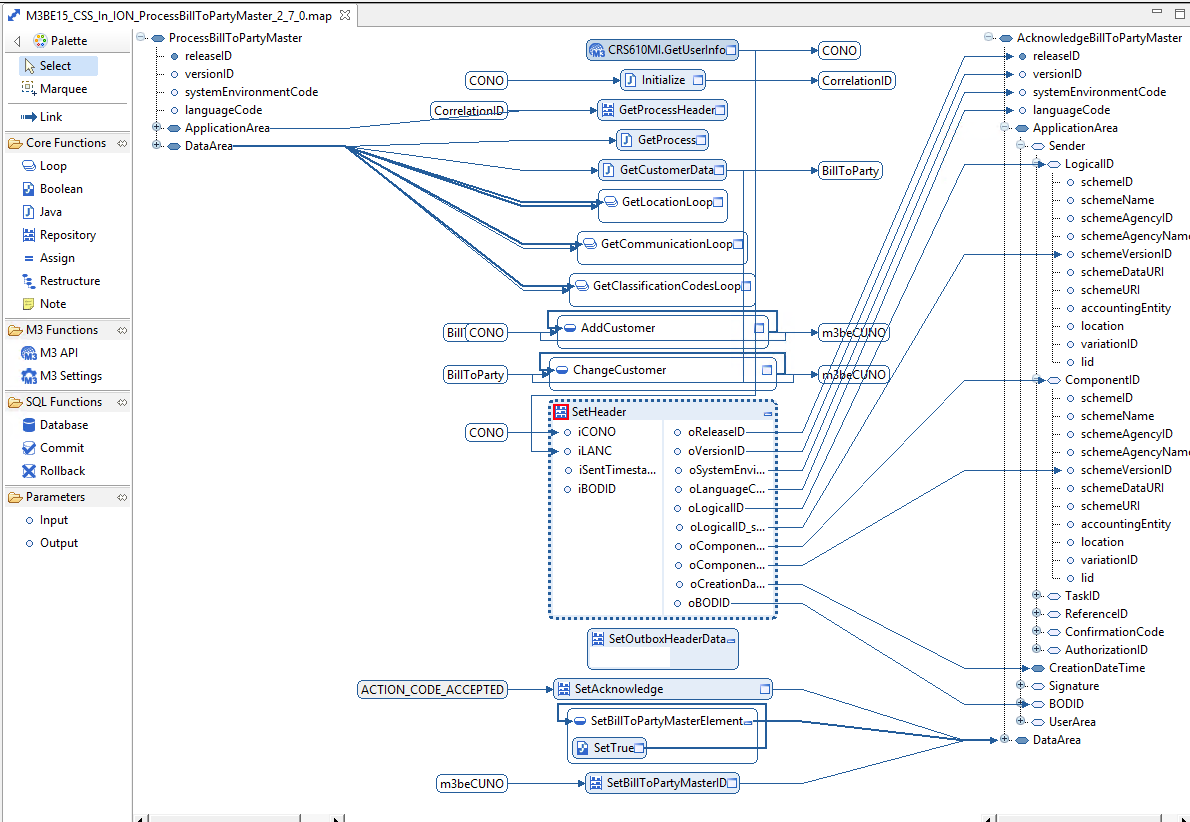 M3BE15_CSS_In_ION_ProcessBillToPartyMaster_2_7_0.map
Palette
Select
Marquee
Link
Core Functions
Loop
Boolean
Java
Repository
Assign
Restructure
Note
M3 Functions
M3 API
M3 Settings
SQL Functions
Database
Commit
Rollback
Parameters
Input
Output
ProcessBillToPartyMaster
releaseID
versionID
systemEnvironmentCode
languageCode
ApplicationArea
DataArea
CRS610MI.GetUserInfo
CONO
CONO
Initialize
CorrelationID
CorrelationID
GetProcessHeader
GetProcess
GetCustomerData
BillToParty
GetLocationLoop
GetCommunicationLoop
GetClassificationCodesLoop
Bill
CONO
AddCustomer
m3beCUNO
BillToParty
ChangeCustomer
m3beCUNO
SetHeader
CONO
iCONO
iLANC
iSentTimesta...
iBODID
oReleaseID
oVersionID
oSystemEnvi...
oLanguageC...
oLogicalID
oLogicalID_s...
oComponen...
oComponen...
oCreationDa...
oBODID
SetOutboxHeaderData
ACTION_CODE_ACCEPTED
SetAcknowledge
SetBillToPartyMasterElement
SetTrue
m3beCUNO
SetBillToPartyMasterID
AcknowledgeBillToPartyMaster
releaseID
versionID
systemEnvironmentCode
languageCode
ApplicationArea
Sender
LogicalID
schemeID
schemeName
schemeAgencyID
schemeAgencyName
schemeVersionID
schemeDataURI
schemeURI
accountingEntity
location
variationID
lid
ComponentID
schemeID
schemeName
schemeAgencyID
schemeAgencyName
schemeVersionID
schemeDataURI
schemeURI
accountingEntity
location
variationID
lid
TaskID
ReferenceID
ConfirmationCode
AuthorizationID
CreationDateTime
Signature
BODID
UserArea
DataArea